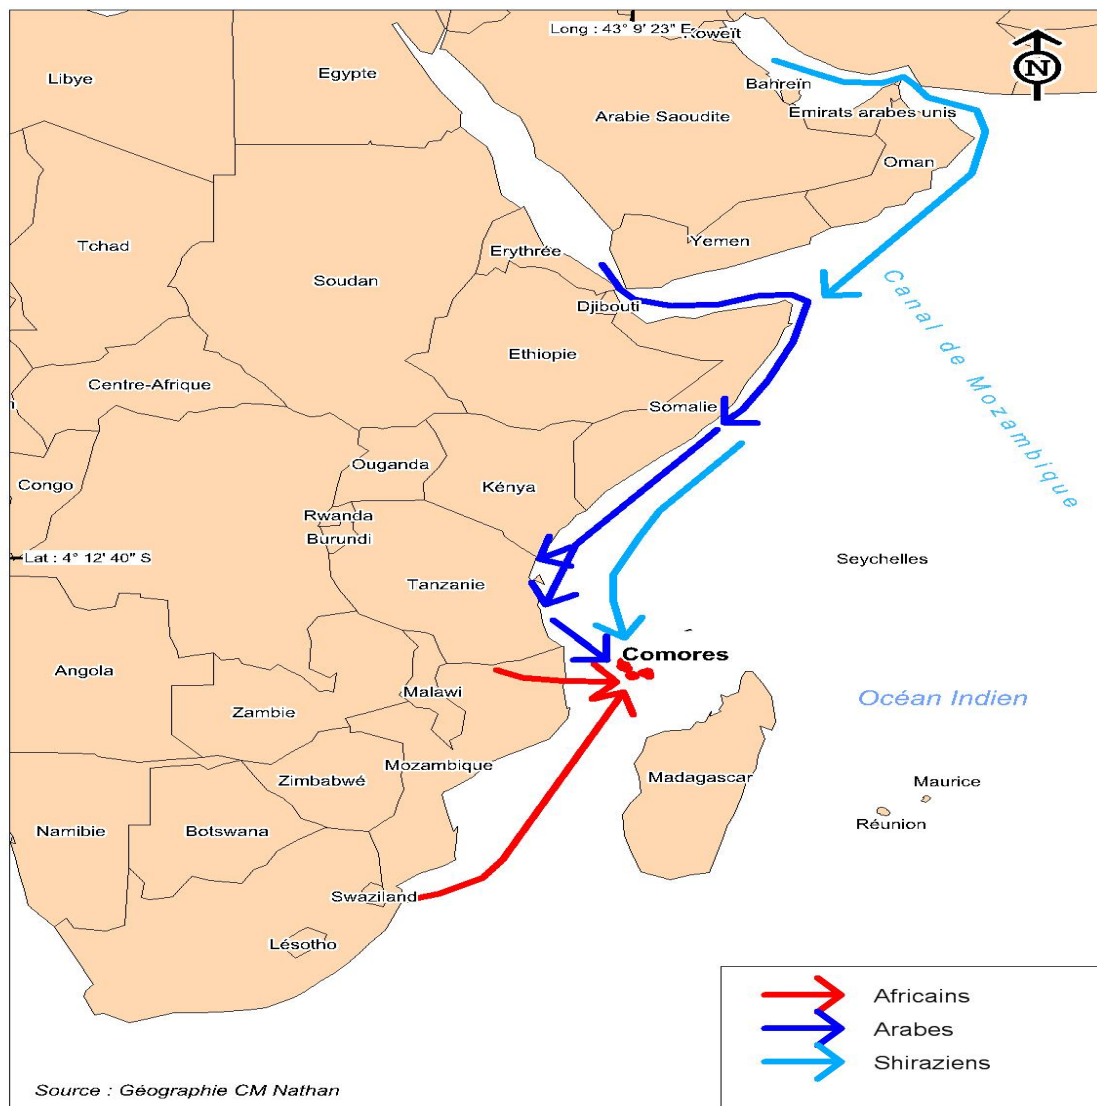 Long : 43° 9' 23" E
Koweït
Libye
Egypte
Bahreïn
Arabie Saoudite
Emirats arabes unis
N
Oman
Tchad
Erythrée
Yemen
Soudan
Djibouti
Canal de Mozambique
Ethiopie
Centre-Afrique
Somalie
Congo
Ouganda
Kénya
Rwanda
Burundi
Lat : 4° 12' 40" S
Tanzanie
Seychelles
Comores
Angola
Malawi
Zambie
Océan Indien
Mozambique
Zimbabwé
Madagascar
Maurice
Namibie
Botswana
Réunion
Swaziland
Lésotho
Africains
Arabes
Shiraziens
Source : Géographie CM Nathan